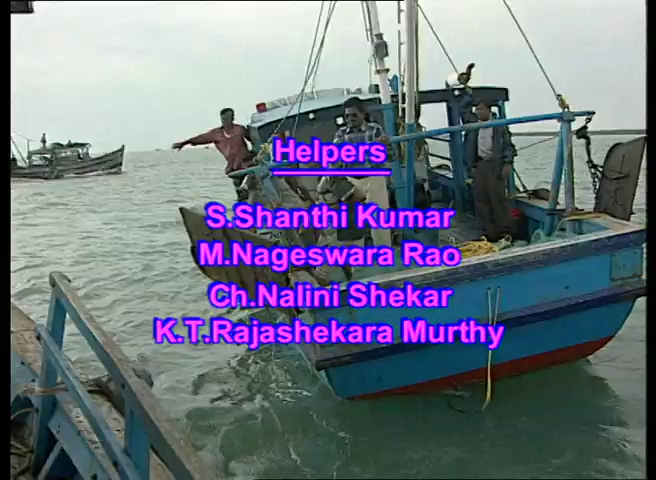 Helpers
S.Shanthi Kumar
M.Nageswara Rao
Ch.Nalini Shekar
K.T.Rajashekara Murthy